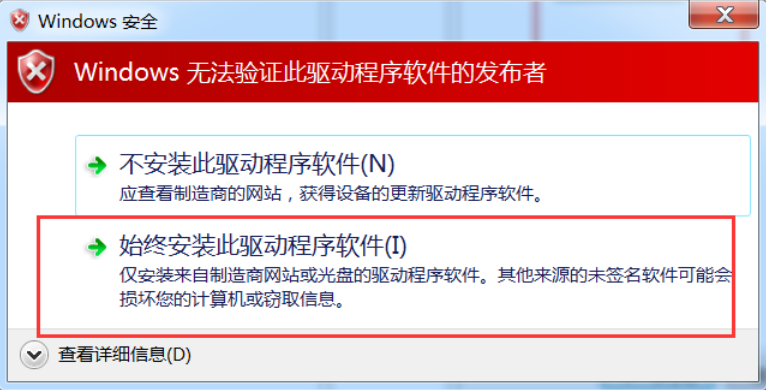 Windows 安全
Windows 无法验证此驱动程序软件的发布者
不安装此驱动程序软件(N)
应查看制造商的网站，获得设备的更新驱动程序软件。
始终安装此驱动程序软件(I)
仅安装来自制造商网站或光盘的驱动程序软件。其他来源的未签名软件可能会
损坏您的计算机或窃取信息。
查看详细信息(D)